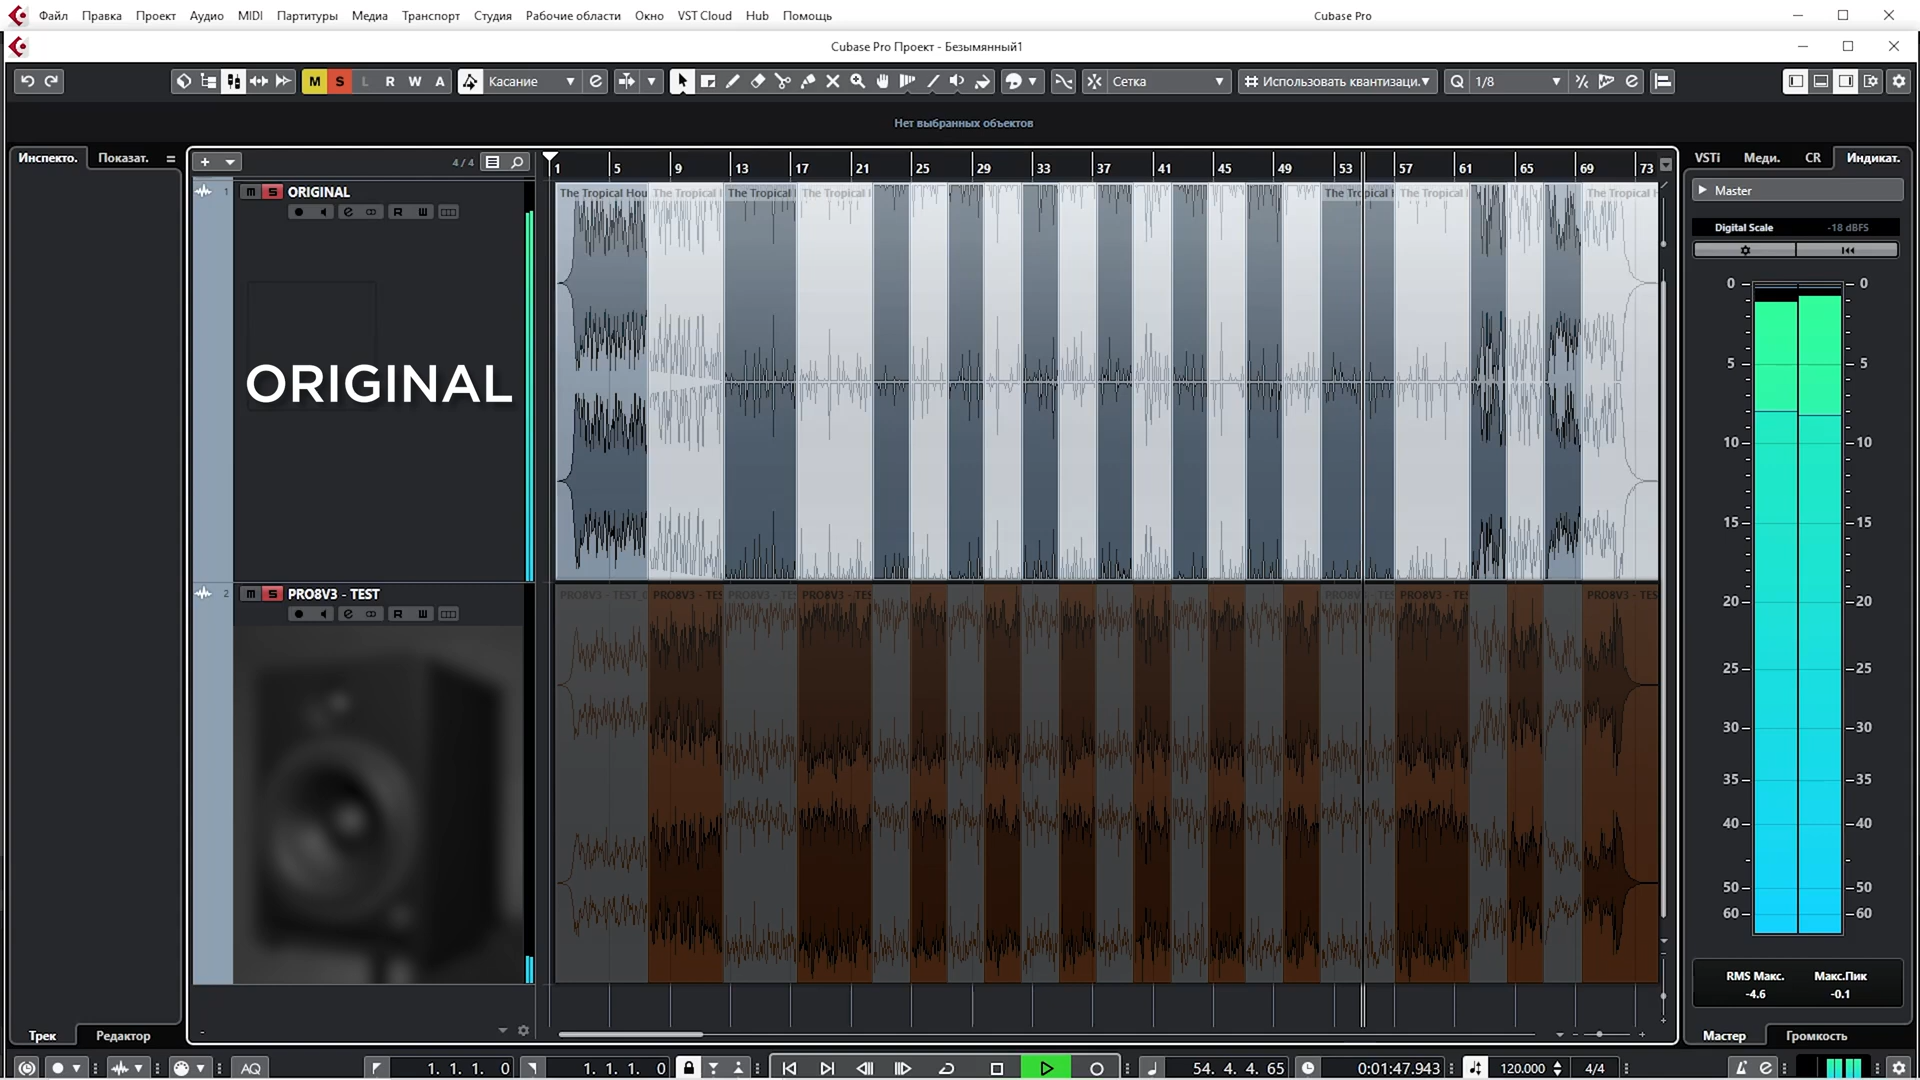 Файл Правка Проект Аудио MIDI Партитуры Медиа Транспорт Студия Рабочие области Окно VST Cloud Hub Помощь Cubase Pro
Cubase Pro Проект - Безымянный1
M S L R W A Касание Сетка Использовать квантизаци. Q 1/8
Нет выбранных объектов
Инспекто. Показат. 4 / 4 1 5 9 13 17 21 25 29 33 37 41 45 49 53 57 61 65 69 73 VSTi Меди. CR Индикат.
1 m S ORIGINAL The Tropical Hou The Tropical The Tropical The Tropical The Tropical The Tropical The Tropical Master
R
Digital Scale -18 dBFS
0 0
5 5
ORIGINAL
10 10
15 15
2 m S PRO8V3 - TEST PRO8V3 - TEST PRO8V3 - TES PRO8V3 - TES PRO8V3 - TES PRO8V3 - TES PRO8V3 - TES PRO8V3 - TES
R
20 20
25 25
30 30
35 35
40 40
50 50
60 60
RMS Макс. Макс.Пик
-4.6 -0.1
Трек Редактор Мастер Громкость
AQ 1. 1. 1. 0 1. 1. 1. 0 54. 4. 4. 65 0:01:47.943 120.000 4/4